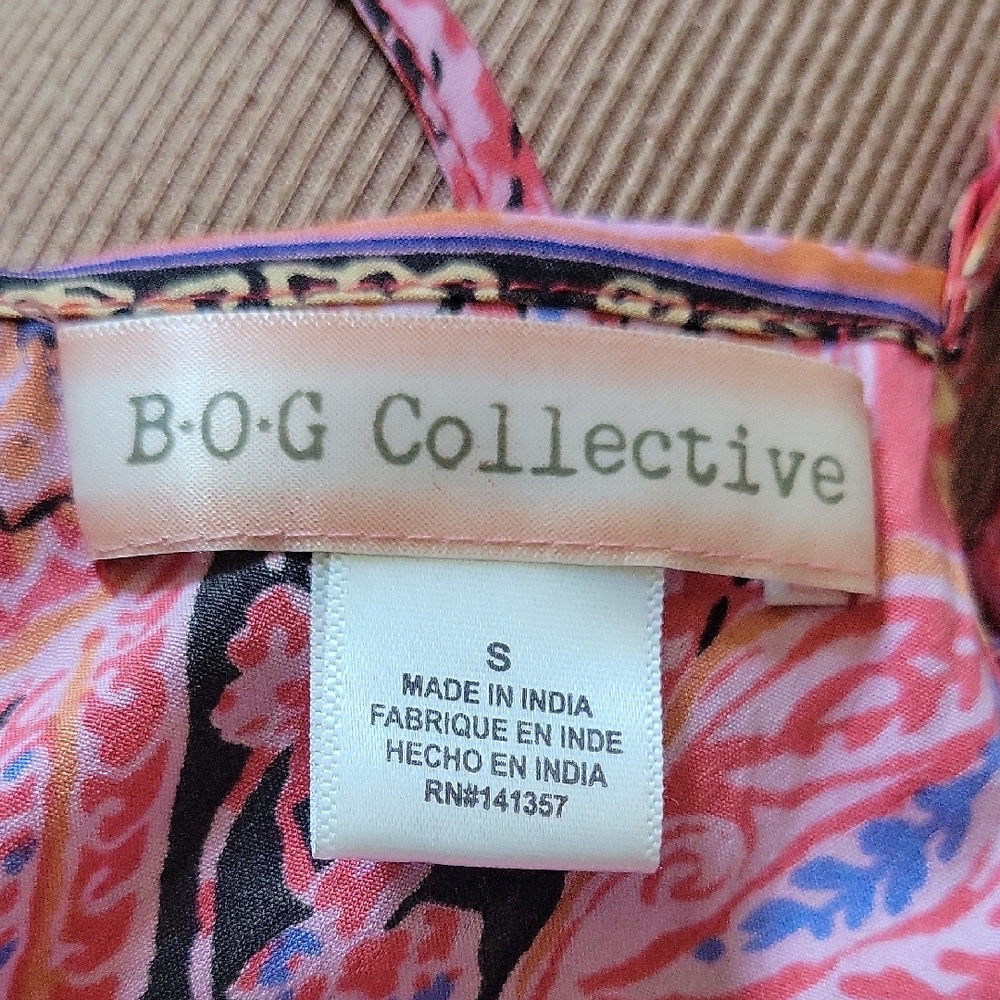 B·O·G Collective
S
MADE IN INDIA
FABRIQUE EN INDE
HECHO EN INDIA
RN#141357